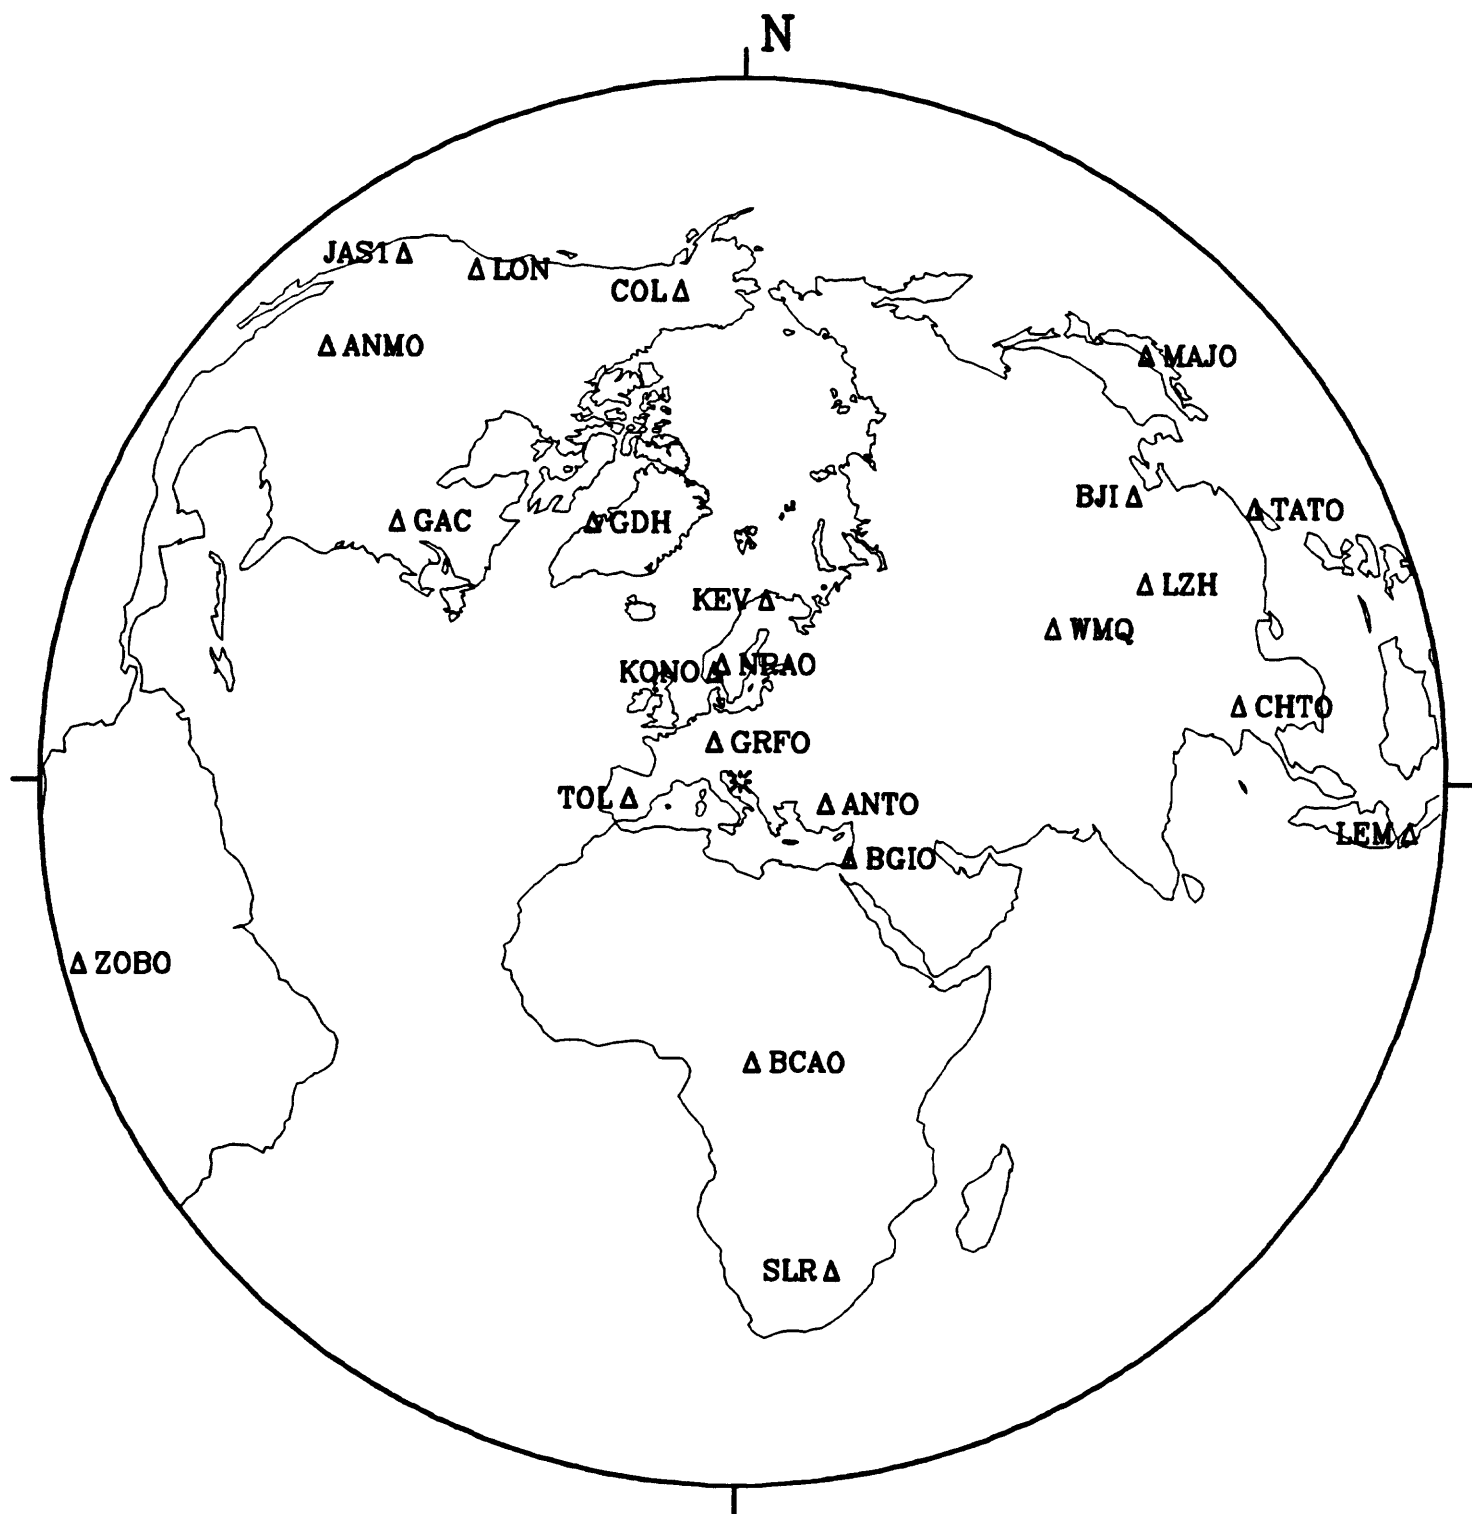 N
JAS1
LON
COL
ANMO
MAJO
BJI
TATO
GAC
GDH
LZH
KEV
WMQ
KONO
NRAO
CHTO
GRFO
TOL
ANTO
LEM
BGIO
ZOBO
BCAO
SLR